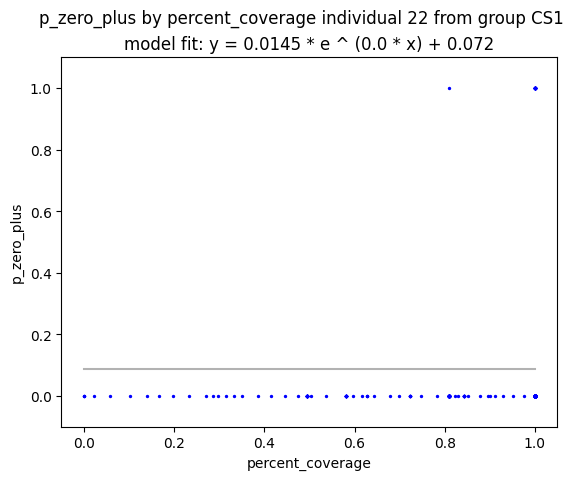 p_zero_plus by percent_coverage individual 22 from group CS1
model fit: y = 0.0145 * e ^ (0.0 * x) + 0.072
1.0
0.8
0.6
0.4
0.2
0.0
p_zero_plus
0.0 0.2 0.4 0.6 0.8 1.0
percent_coverage